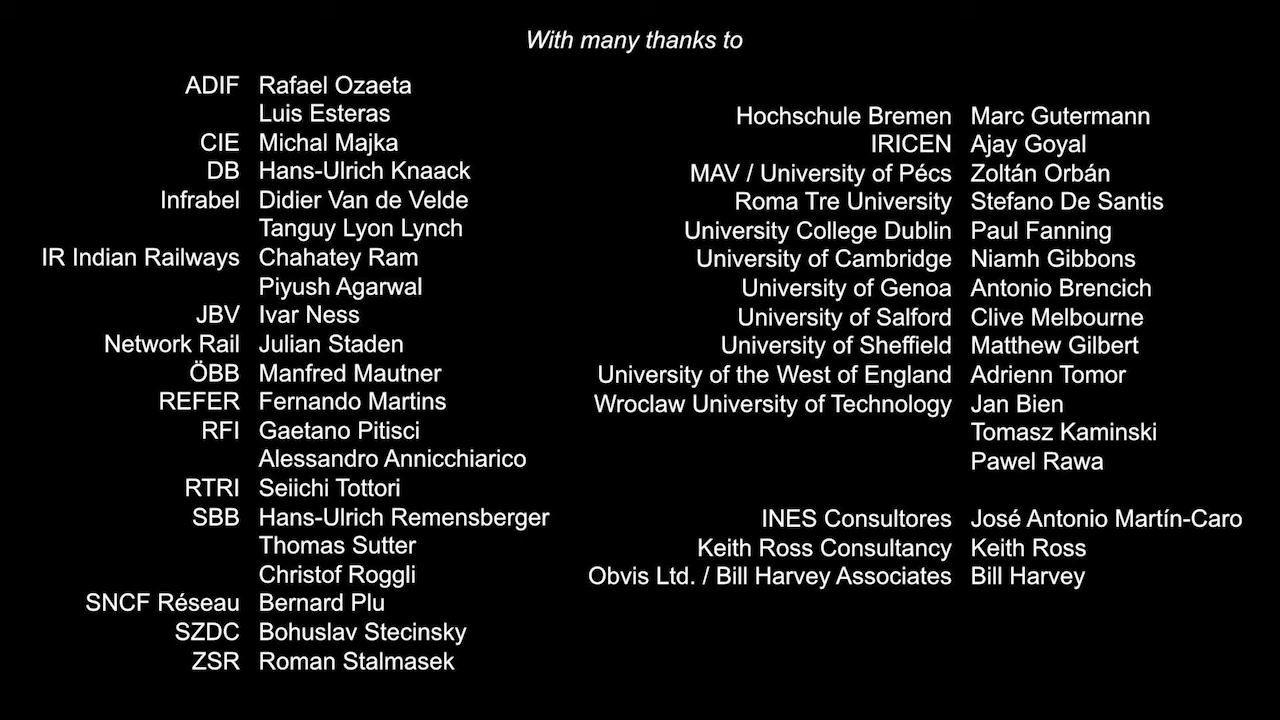 With many thanks to
ADIF Rafael Ozaeta
Luis Esteras
CIE Michal Majka
DB Hans-Ulrich Knaack
Infrabel Didier Van de Velde
Tanguy Lyon Lynch
IR Indian Railways Chahatey Ram
Piyush Agarwal
JBV Ivar Ness
Network Rail Julian Staden
ÖBB Manfred Mautner
REFER Fernando Martins
RFI Gaetano Pitisci
Alessandro Annicchiarico
RTRI Seiichi Tottori
SBB Hans-Ulrich Remensberger
Thomas Sutter
Christof Roggli
SNCF Réseau Bernard Plu
SZDC Bohuslav Stecinsky
ZSR Roman Stalmasek
Hochschule Bremen Marc Gutermann
IRICEN Ajay Goyal
MAV / University of Pécs Zoltán Orbán
Roma Tre University Stefano De Santis
University College Dublin Paul Fanning
University of Cambridge Niamh Gibbons
University of Genoa Antonio Brencich
University of Salford Clive Melbourne
University of Sheffield Matthew Gilbert
University of the West of England Adrienn Tomor
Wroclaw University of Technology Jan Bien
Tomasz Kaminski
Pawel Rawa
INES Consultores José Antonio Martín-Caro
Keith Ross Consultancy Keith Ross
Obvis Ltd. / Bill Harvey Associates Bill Harvey